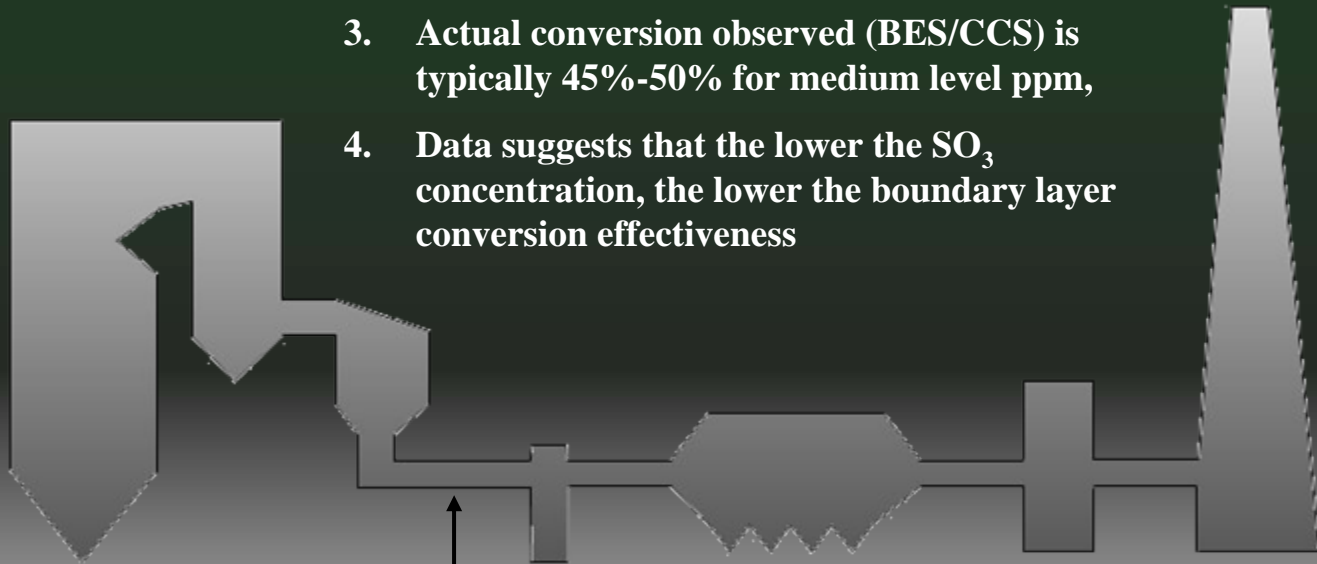 3. Actual conversion observed (BES/CCS) is
typically 45%-50% for medium level ppm,
4. Data suggests that the lower the SO₃
concentration, the lower the boundary layer
conversion effectiveness